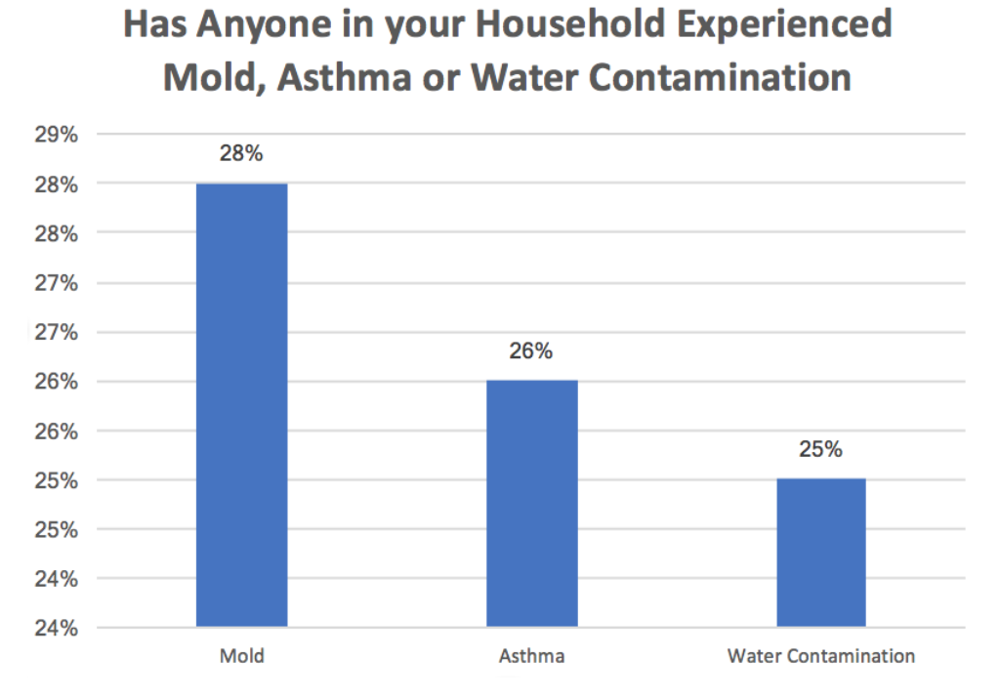 Has Anyone in your Household Experienced
Mold, Asthma or Water Contamination
29%
28%
28%
28%
27%
27%
26%
26%
26%
25%
25%
25%
24%
24%
Mold
Asthma
Water Contamination